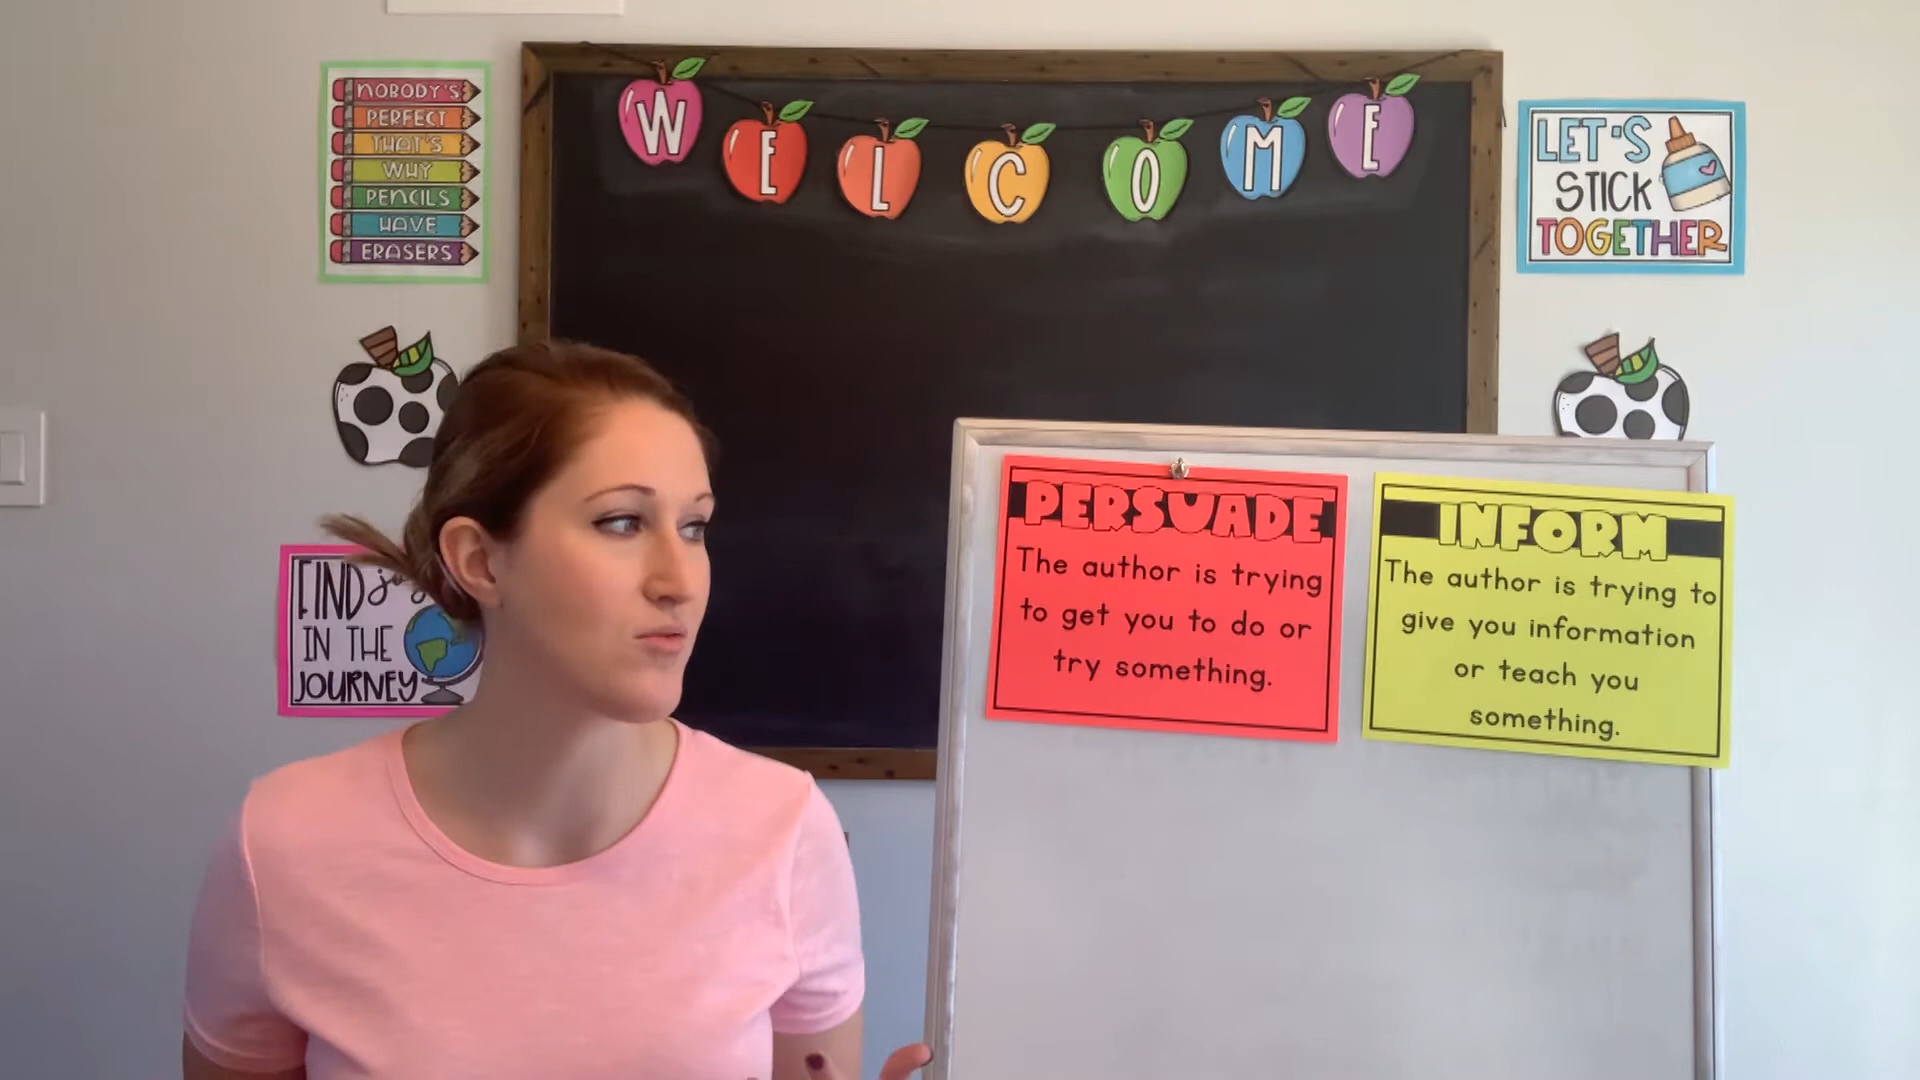 WELCOME
NOBODY'S
PERFECT
THAT'S
WHY
PENCILS
HAVE
ERASERS
LET'S
STICK
TOGETHER
FIND
IN THE
JOURNEY
PERSUADE
The author is trying
to get you to do or
try something.
INFORM
The author is trying to
give you information
or teach you
something.